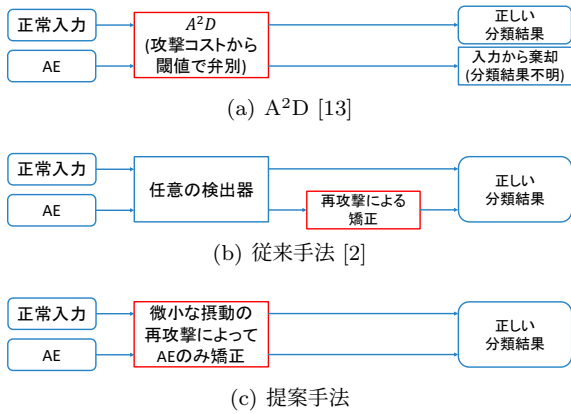 正常入力
AE
A²D
(攻撃コストから
閾値で弁別)
正しい
分類結果
入力から棄却
(分類結果不明)
(a) A²D [13]
正常入力
AE
任意の検出器
再攻撃による
矯正
正しい
分類結果
(b) 従来手法 [2]
正常入力
AE
微小な摂動の
再攻撃によって
AEのみ矯正
正しい
分類結果
(c) 提案手法